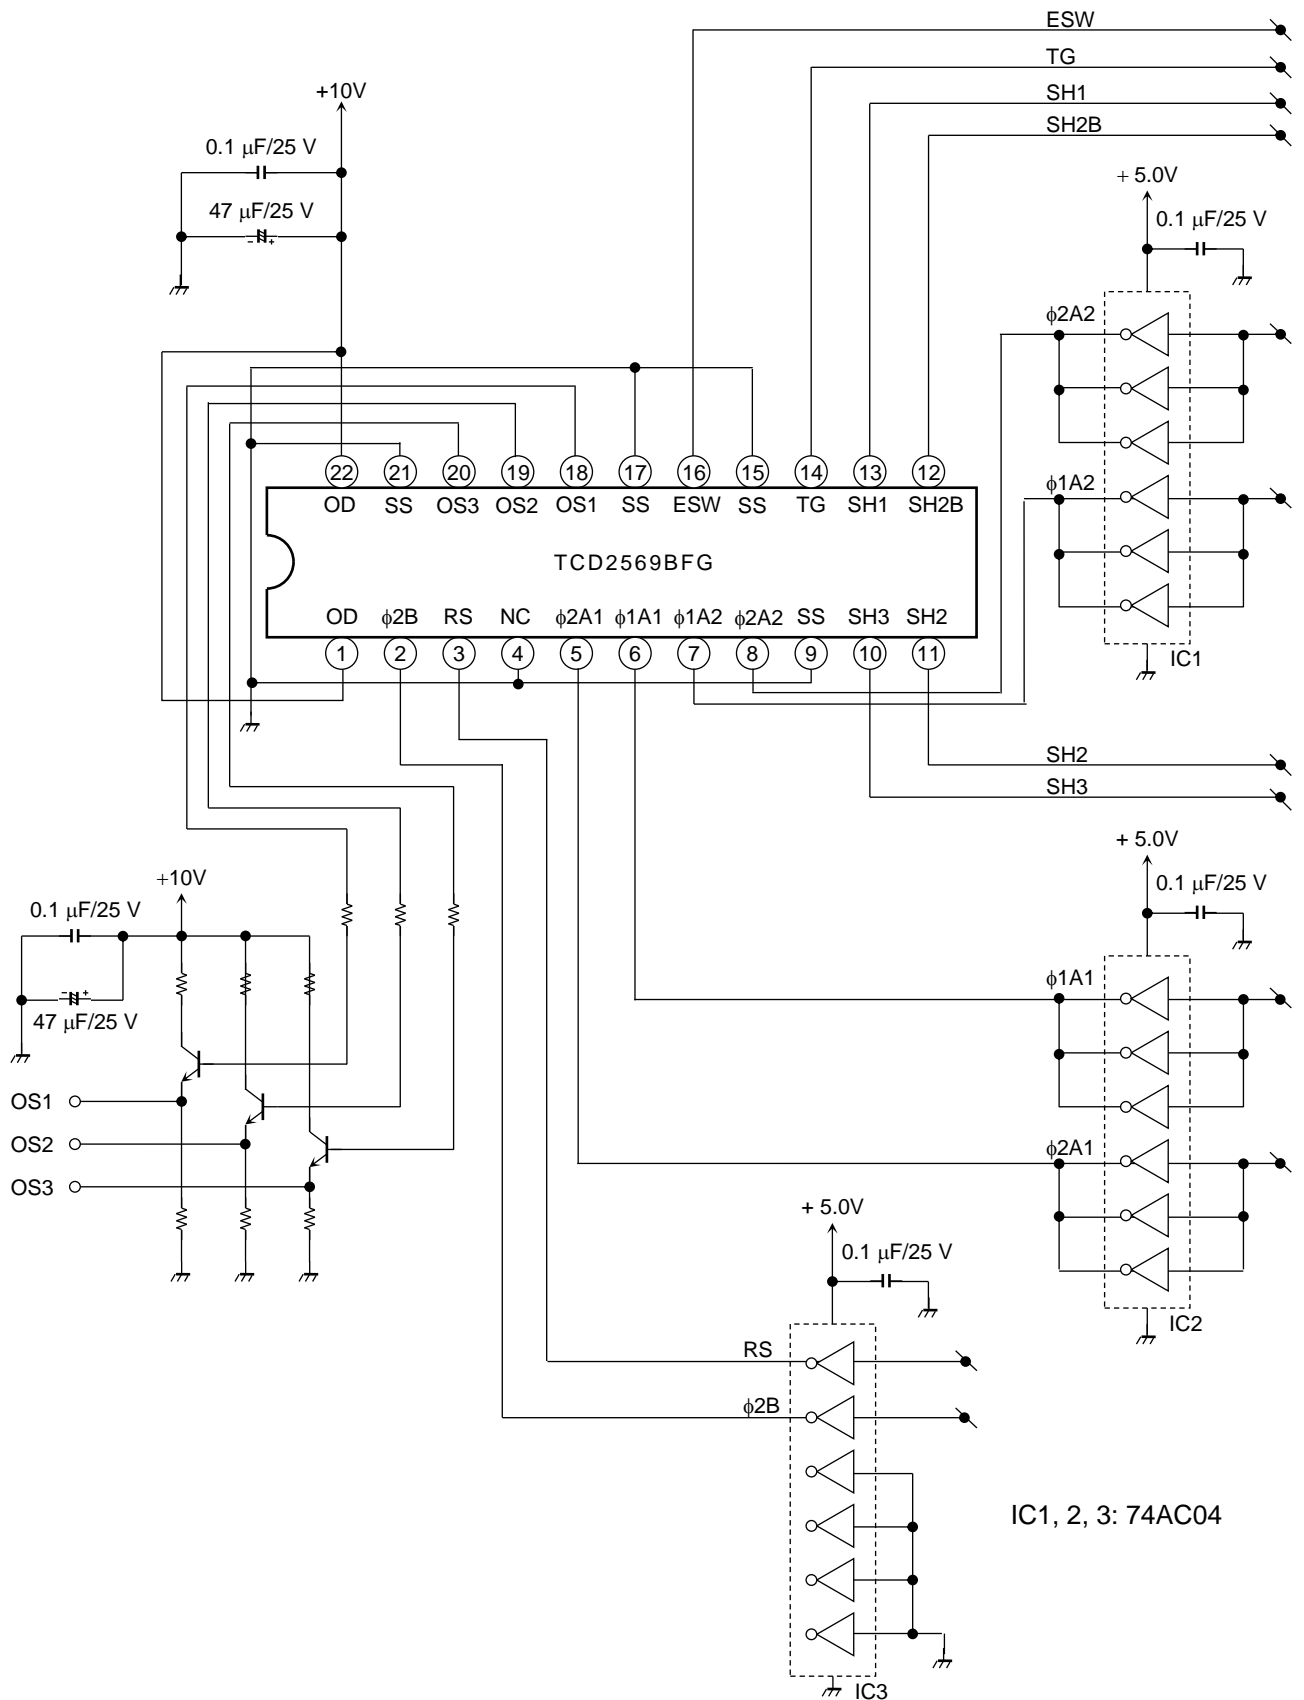 ESW
TG
SH1
SH2B
+10V
0.1 μF/25 V
47 μF/25 V
- +
+ 5.0V
0.1 μF/25 V
ϕ2A2
ϕ1A2
IC1
22 21 20 19 18 17 16 15 14 13 12
OD SS OS3 OS2 OS1 SS ESW SS TG SH1 SH2B
TCD2569BFG
OD ϕ2B RS NC ϕ2A1 ϕ1A1 ϕ1A2 ϕ2A2 SS SH3 SH2
1 2 3 4 5 6 7 8 9 10 11
SH2
SH3
+10V
0.1 μF/25 V
- +
47 μF/25 V
OS1
OS2
OS3
+ 5.0V
0.1 μF/25 V
ϕ1A1
ϕ2A1
IC2
+ 5.0V
0.1 μF/25 V
RS
ϕ2B
IC3
IC1, 2, 3: 74AC04